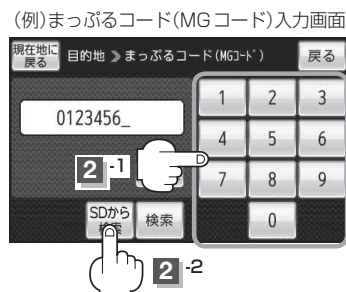 (例)まっぷるコード(MGコード)入力画面
現在地に
戻る
目的地 》まっぷるコード(MGｺｰﾄﾞ)
戻る
0123456_
1 2 3
4 5 6
7 8 9
0
2 -1
SDから
検索
検索
2 -2